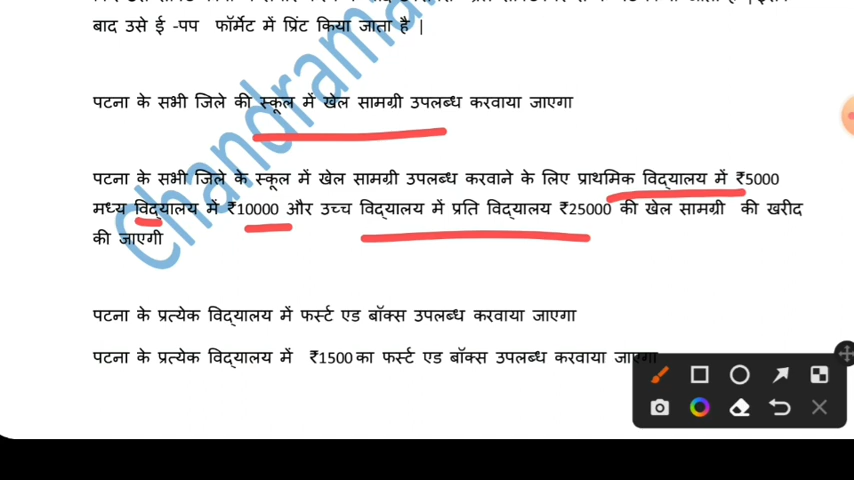 बाद उसे ई -पप फॉर्मेट में प्रिंट किया जाता है |
पटना के सभी जिले की स्कूल में खेल सामग्री उपलब्ध करवाया जाएगा
पटना के सभी जिले के स्कूल में खेल सामग्री उपलब्ध करवाने के लिए प्राथमिक विद्यालय में ₹5000
मध्य विद्यालय में ₹10000 और उच्च विद्यालय में प्रति विद्यालय ₹25000 की खेल सामग्री की खरीद
की जाएगी
पटना के प्रत्येक विद्यालय में फर्स्ट एड बॉक्स उपलब्ध करवाया जाएगा
पटना के प्रत्येक विद्यालय में ₹1500 का फर्स्ट एड बॉक्स उपलब्ध करवाया जाएगा
Chandrama